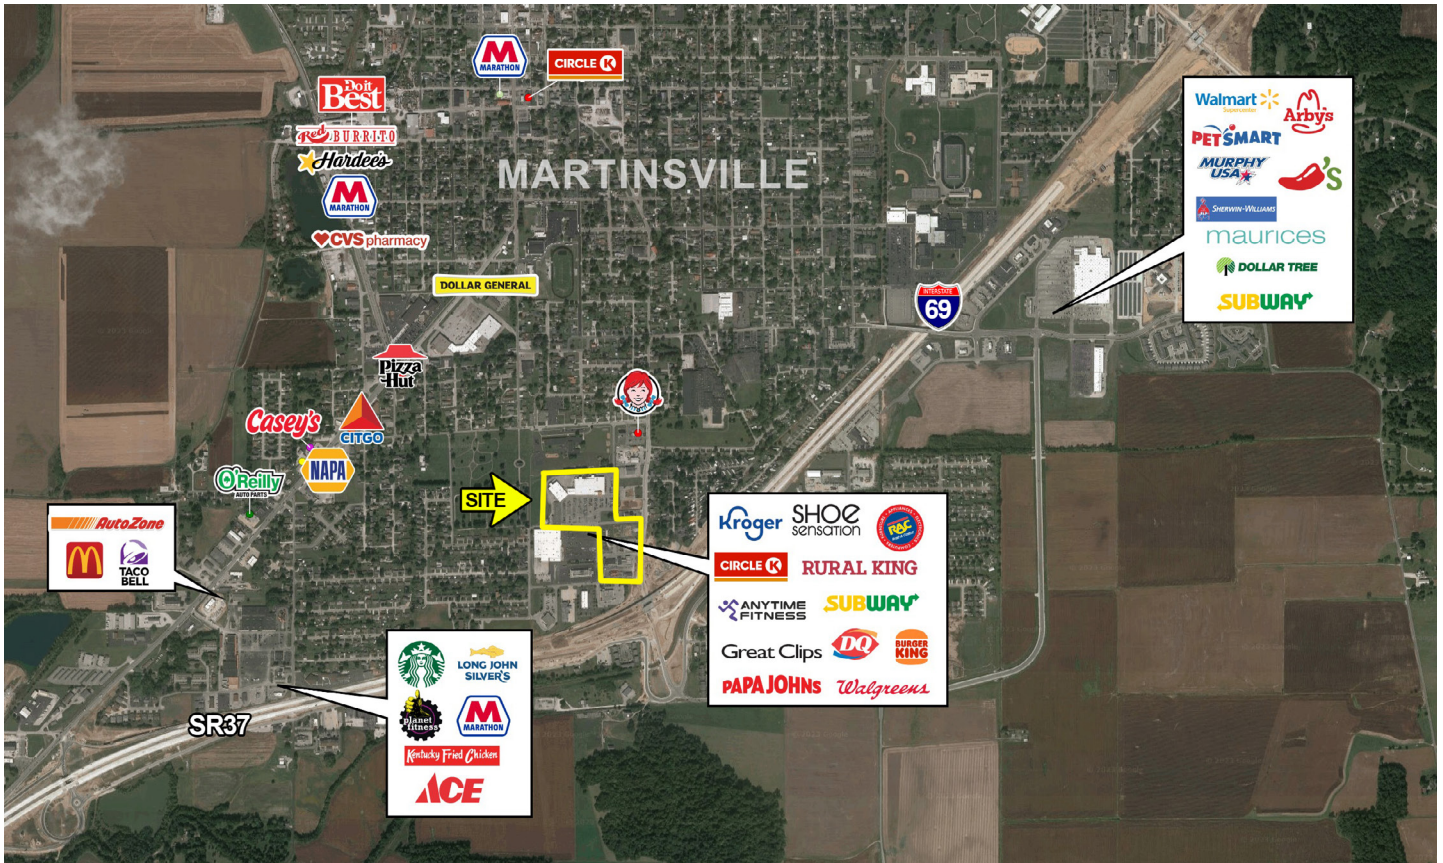 M
MARATHON
CIRCLE K
Do it
Best
Red BURRITO
Hardee's
M
MARATHON
CVS pharmacy
MARTINSVILLE
DOLLAR GENERAL
Pizza
Hut
Casey's
CITGO
NAPA
O'Reilly
AUTO PARTS
SITE
INTERSTATE
69
Walmart
Supercenter
Arby's
PETSMART
MURPHY
USA
'S
SHERWIN-WILLIAMS
maurices
DOLLAR TREE
SUBWAY
AutoZone
M
TACO
BELL
SR37
LONG JOHN
SILVER'S
planet
fitness
M
MARATHON
Kentucky Fried Chicken
ACE
Kroger
SHOE
sensation
RAC
CIRCLE K
RURAL KING
ANYTIME
FITNESS
SUBWAY
Great Clips
DQ
BURGER
KING
PAPA JOHNS
Walgreens